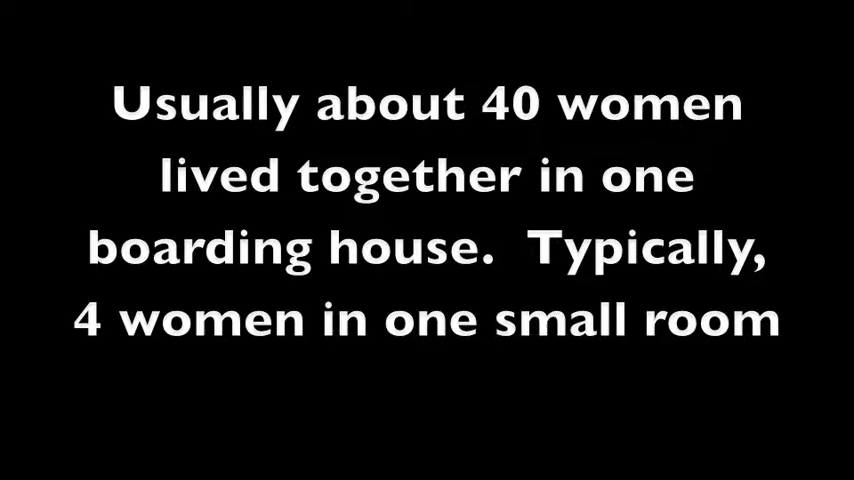 Usually about 40 women
lived together in one
boarding house.  Typically,
4 women in one small room